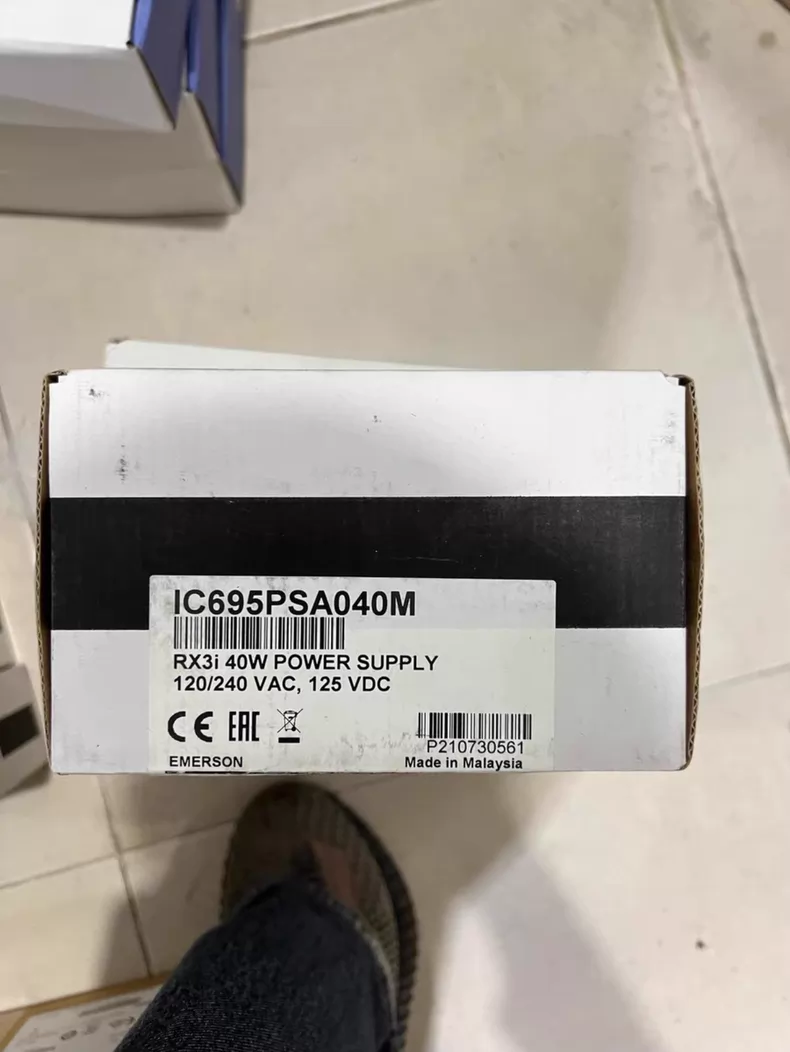 IC695PSA040M
RX3i 40W POWER SUPPLY
120/240 VAC, 125 VDC
CE EAC
P210730561
EMERSON
Made in Malaysia